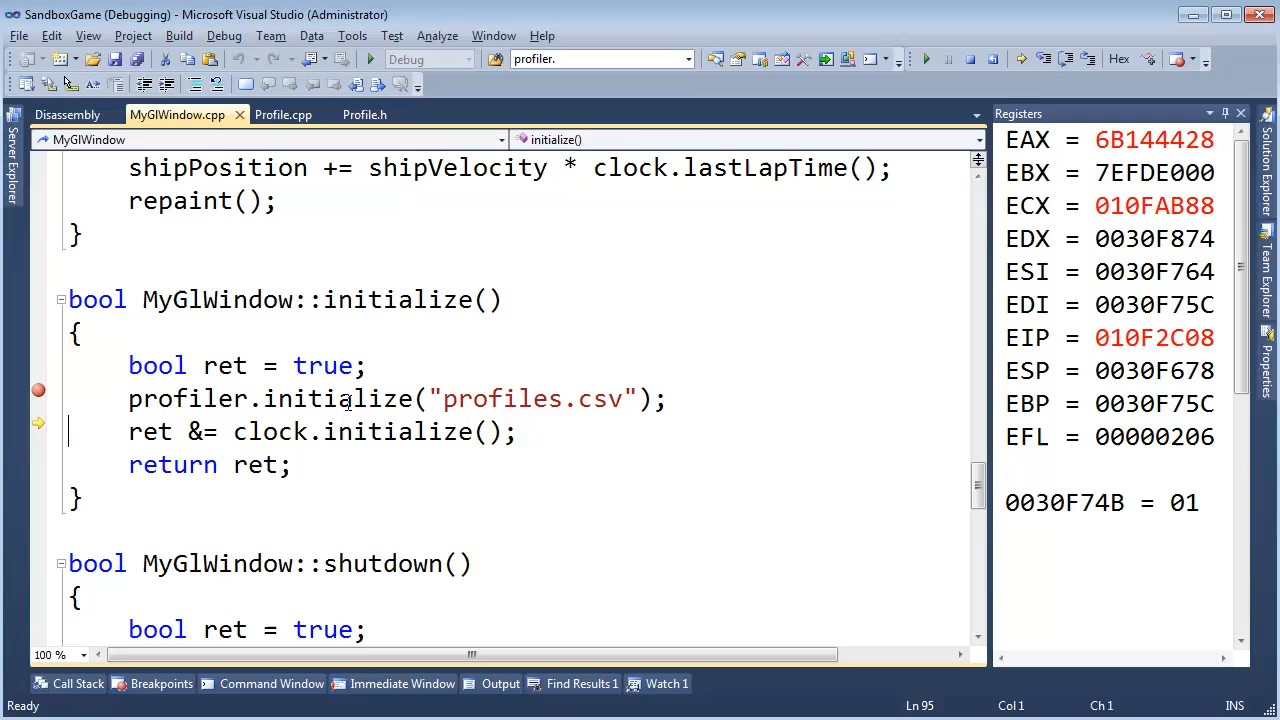 SandboxGame (Debugging) - Microsoft Visual Studio (Administrator)
File Edit View Project Build Debug Team Data Tools Test Analyze Window Help
Debug profiler. Hex
Disassembly MyGlWindow.cpp Profile.cpp Profile.h
MyGlWindow initialize()
Server Explorer
shipPosition += shipVelocity * clock.lastLapTime();
repaint();
}
bool MyGlWindow::initialize()
{
bool ret = true;
profiler.initialize("profiles.csv");
ret &= clock.initialize();
return ret;
}
bool MyGlWindow::shutdown()
{
bool ret = true;
100 %
Registers
EAX = 6B144428
EBX = 7EFDE000
ECX = 010FAB88
EDX = 0030F874
ESI = 0030F764
EDI = 0030F75C
EIP = 010F2C08
ESP = 0030F678
EBP = 0030F75C
EFL = 00000206
0030F74B = 01
Solution Explorer
Team Explorer
Properties
Call Stack Breakpoints Command Window Immediate Window Output Find Results 1 Watch 1
Ready Ln 95 Col 1 Ch 1 INS